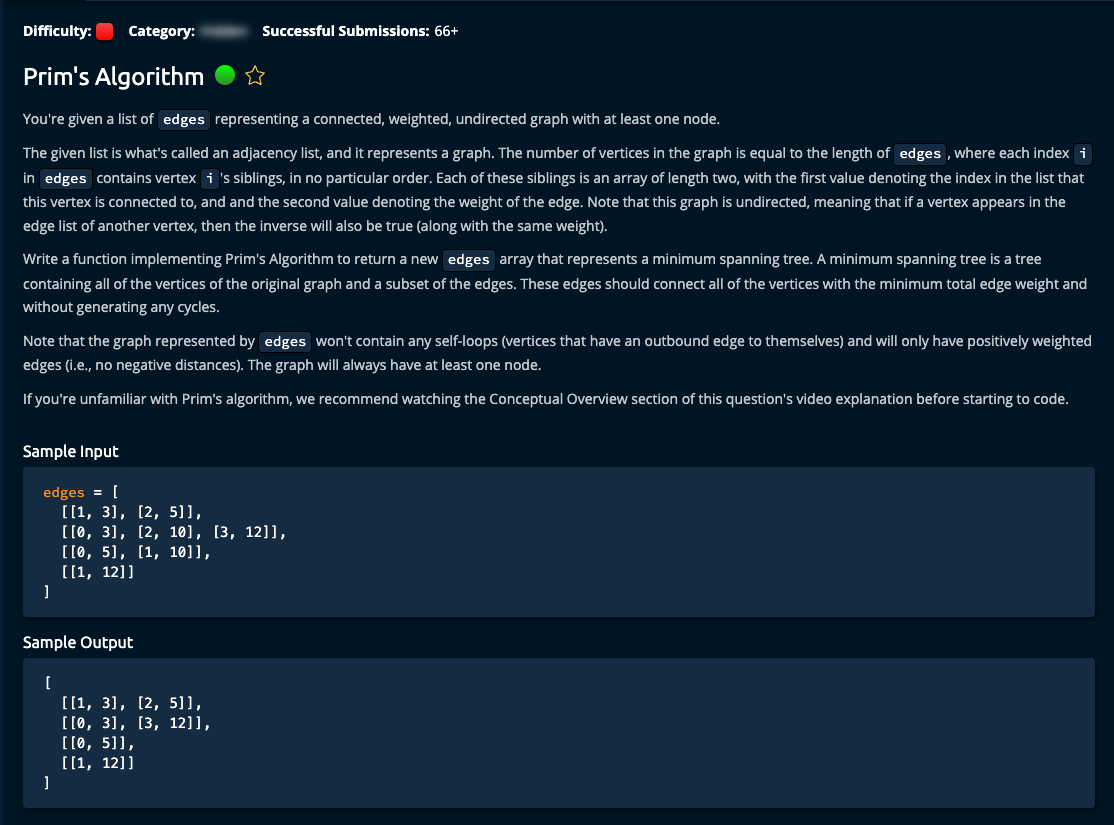 Difficulty: Category: Successful Submissions: 66+
Prim's Algorithm
You're given a list of edges representing a connected, weighted, undirected graph with at least one node.
The given list is what's called an adjacency list, and it represents a graph. The number of vertices in the graph is equal to the length of edges, where each index i
in edges contains vertex i's siblings, in no particular order. Each of these siblings is an array of length two, with the first value denoting the index in the list that
this vertex is connected to, and and the second value denoting the weight of the edge. Note that this graph is undirected, meaning that if a vertex appears in the
edge list of another vertex, then the inverse will also be true (along with the same weight).
Write a function implementing Prim's Algorithm to return a new edges array that represents a minimum spanning tree. A minimum spanning tree is a tree
containing all of the vertices of the original graph and a subset of the edges. These edges should connect all of the vertices with the minimum total edge weight and
without generating any cycles.
Note that the graph represented by edges won't contain any self-loops (vertices that have an outbound edge to themselves) and will only have positively weighted
edges (i.e., no negative distances). The graph will always have at least one node.
If you're unfamiliar with Prim's algorithm, we recommend watching the Conceptual Overview section of this question's video explanation before starting to code.
Sample Input
edges = [
[[1, 3], [2, 5]],
[[0, 3], [2, 10], [3, 12]],
[[0, 5], [1, 10]],
[[1, 12]]
]
Sample Output
[
[[1, 3], [2, 5]],
[[0, 3], [3, 12]],
[[0, 5]],
[[1, 12]]
]